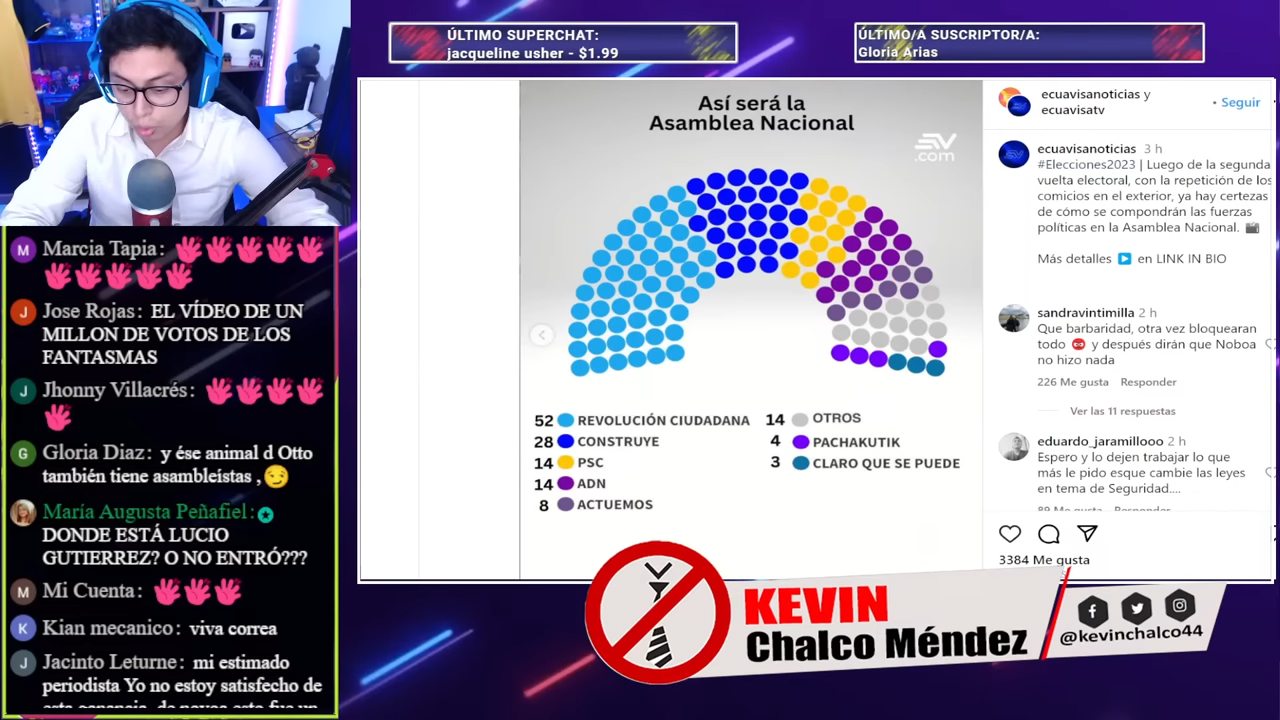 ÚLTIMO SUPERCHAT:
jacqueline usher - $1.99
ÚLTIMO/A SUSCRIPTOR/A:
Gloria Arias
Marcia Tapia:
Jose Rojas: EL VÍDEO DE UN
MILLON DE VOTOS DE LOS
FANTASMAS
Jhonny Villacrés:
Gloria Diaz: y ése animal d Otto
también tiene asambleístas ,
María Augusta Peñafiel:
DONDE ESTÁ LUCIO
GUTIERREZ? O NO ENTRÓ???
Mi Cuenta:
Kian mecanico: viva correa
Jacinto Leturne: mi estimado
periodista Yo no estoy satisfecho de
M
J
J
G
M
K
J
Así será la
Asamblea Nacional
.com
52 REVOLUCIÓN CIUDADANA
28 CONSTRUYE
14 PSC
14 ADN
8 ACTUEMOS
14 OTROS
4 PACHAKUTIK
3 CLARO QUE SE PUEDE
ecuavisanoticias y
ecuavisatv
• Seguir
ecuavisanoticias 3 h
#Elecciones2023 | Luego de la segunda
vuelta electoral, con la repetición de los
comicios en el exterior, ya hay certezas
de cómo se compondrán las fuerzas
políticas en la Asamblea Nacional.
Más detalles en LINK IN BIO
sandravintimilla 2 h
Que barbaridad, otra vez bloquearan
todo y después dirán que Noboa
no hizo nada
226 Me gusta Responder
Ver las 11 respuestas
eduardo_jaramillooo 2 h
Espero y lo dejen trabajar lo que
más le pido esque cambie las leyes
en tema de Seguridad....
89 Me gusta Responder
3384 Me gusta
KEVIN
Chalco Méndez
@kevinchalco44